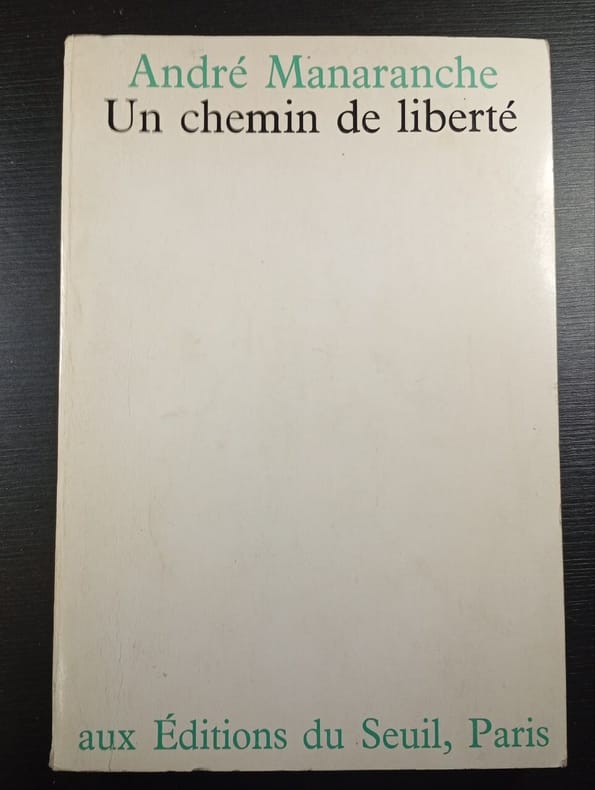 André Manaranche
Un chemin de liberté
aux Éditions du Seuil, Paris